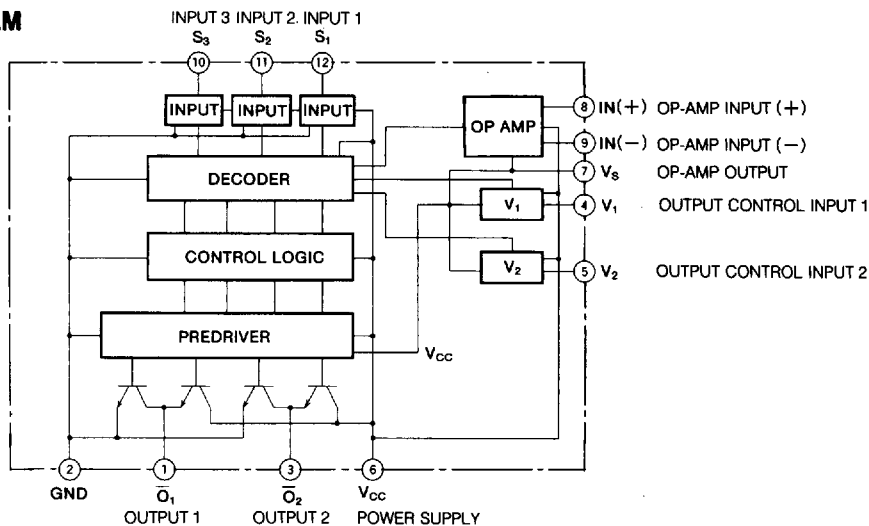 M
INPUT 3 INPUT 2 INPUT 1
S₃ S₂ S₁
10 11 12
INPUT INPUT INPUT
OP AMP
8 IN(+) OP-AMP INPUT (+)
9 IN(−) OP-AMP INPUT (−)
7 Vs OP-AMP OUTPUT
DECODER
V₁
4 V₁ OUTPUT CONTROL INPUT 1
CONTROL LOGIC
V₂
5 V₂ OUTPUT CONTROL INPUT 2
PREDRIVER
Vcc
2 1 3 6
GND O̅₁ O̅₂ Vcc
OUTPUT 1 OUTPUT 2 POWER SUPPLY